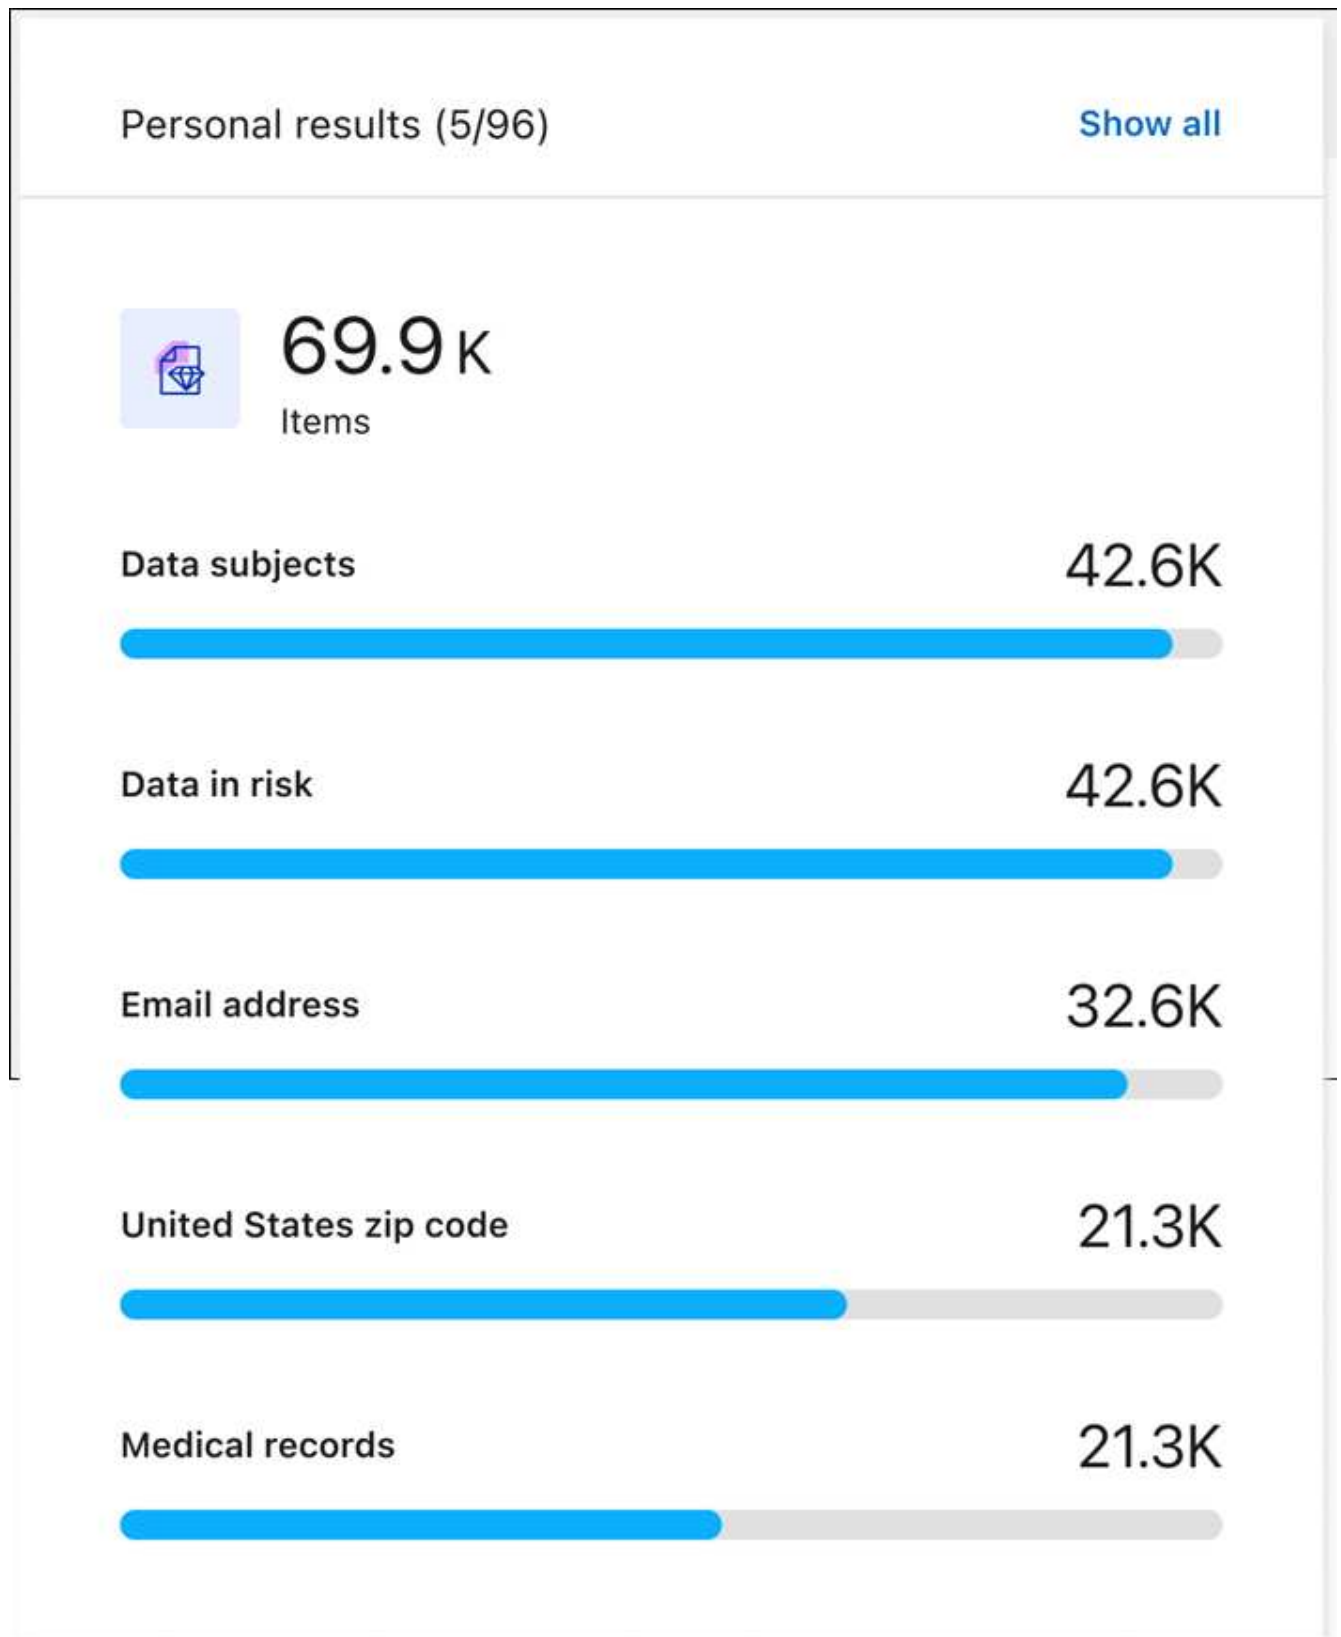 Personal results (5/96) Show all
69.9 K
Items
Data subjects 42.6K
Data in risk 42.6K
Email address 32.6K
United States zip code 21.3K
Medical records 21.3K